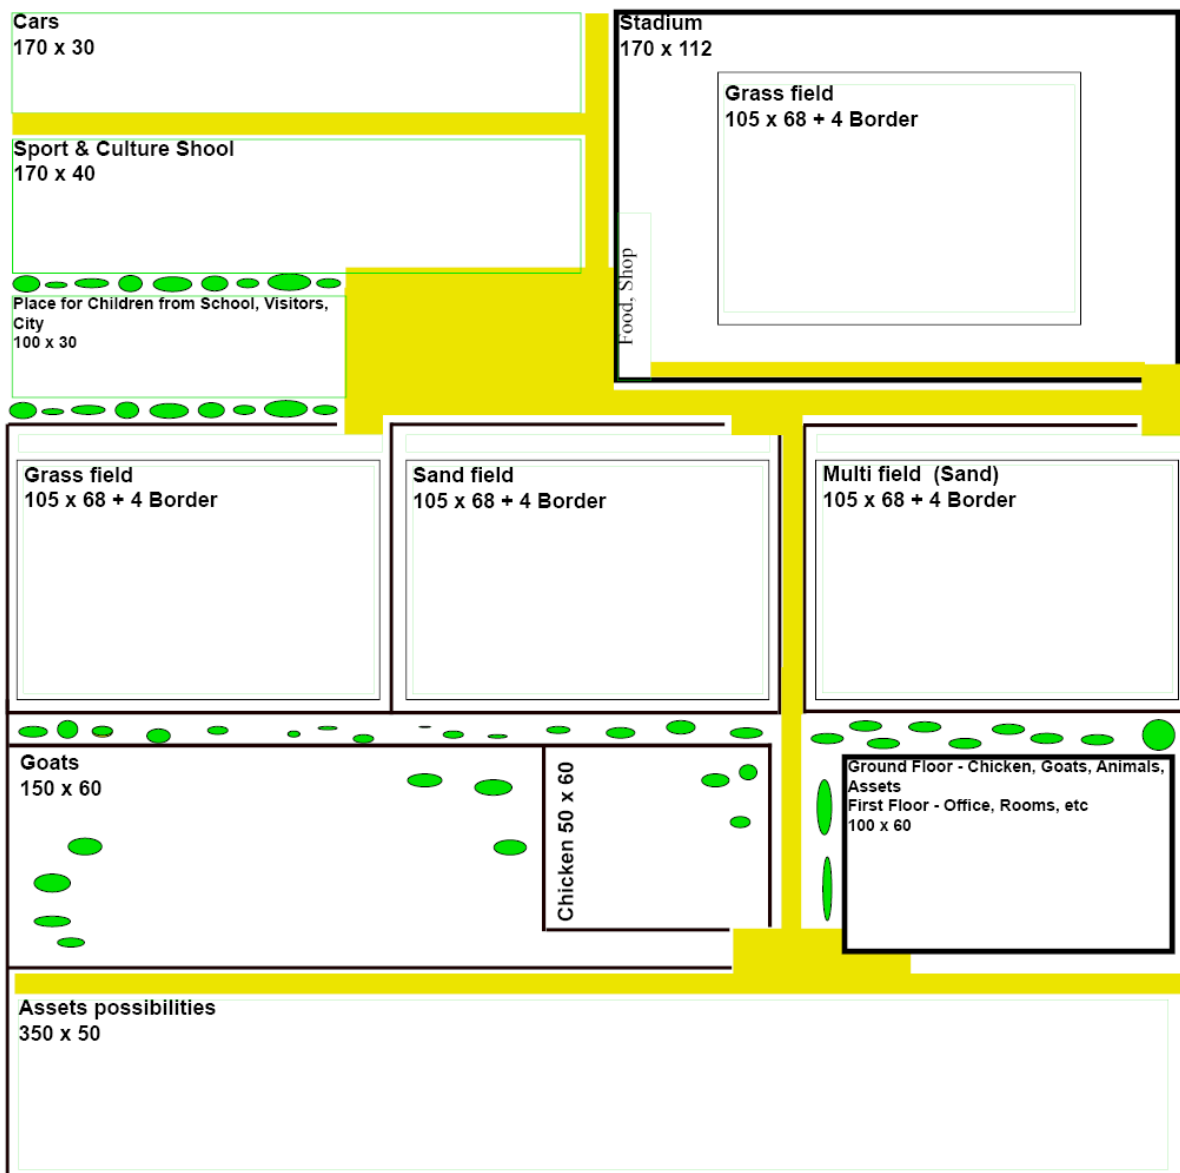 Cars
170 x 30
Stadium
170 x 112
Grass field
105 x 68 + 4 Border
Sport & Culture Shool
170 x 40
Food, Shop
Place for Children from School, Visitors,
City
100 x 30
Grass field
105 x 68 + 4 Border
Sand field
105 x 68 + 4 Border
Multi field  (Sand)
105 x 68 + 4 Border
Goats
150 x 60
Chicken 50 x 60
Ground Floor - Chicken, Goats, Animals,
Assets
First Floor - Office, Rooms, etc
100 x 60
Assets possibilities
350 x 50